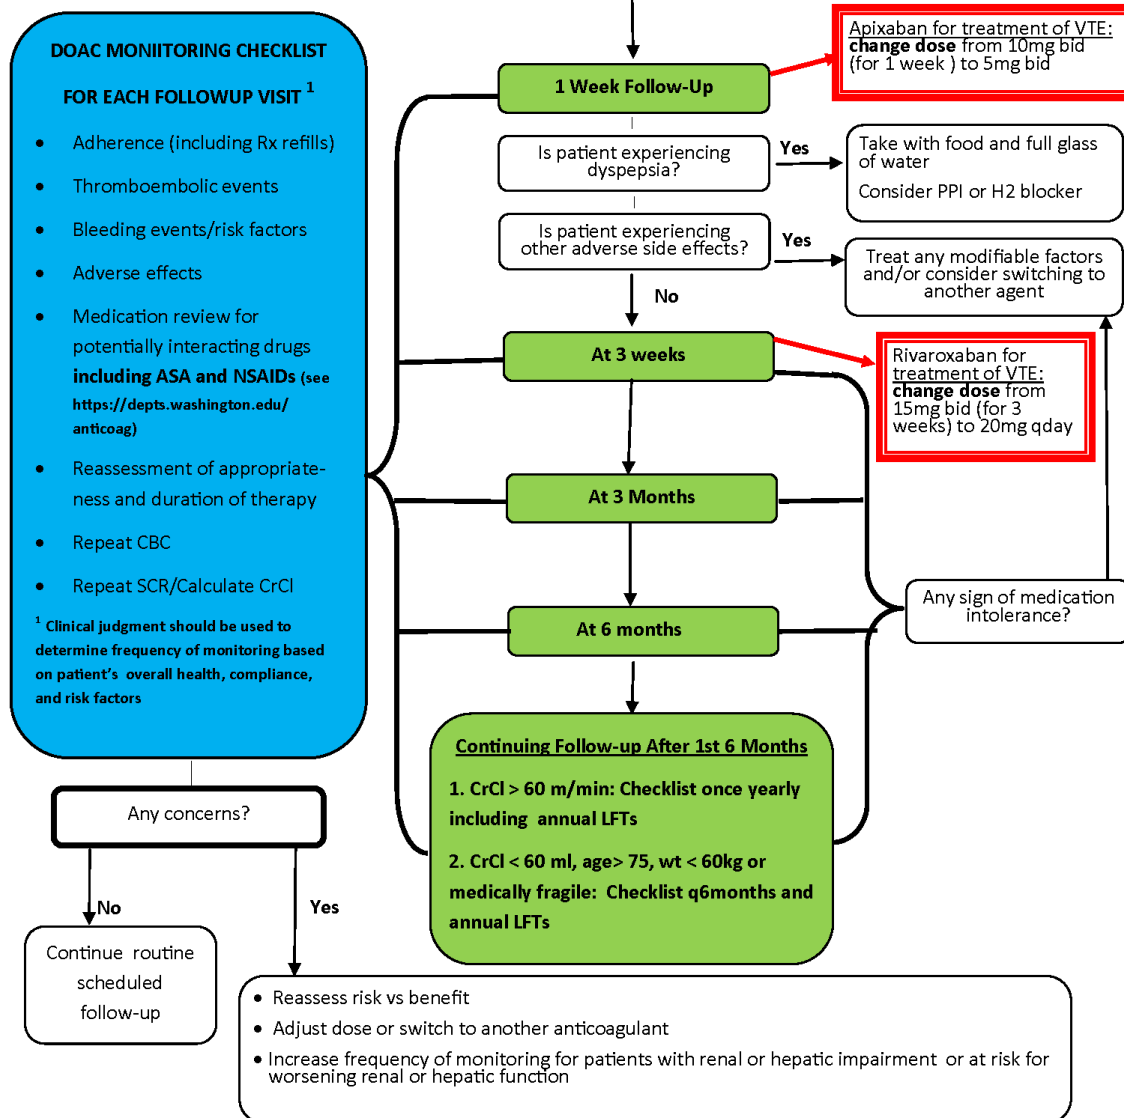 DOAC MONIITORING CHECKLIST
FOR EACH FOLLOWUP VISIT 1
• Adherence (including Rx refills)
• Thromboembolic events
• Bleeding events/risk factors
• Adverse effects
• Medication review for
potentially interacting drugs
including ASA and NSAIDs (see
https://depts.washington.edu/
anticoag)
• Reassessment of appropriate-
ness and duration of therapy
• Repeat CBC
• Repeat SCR/Calculate CrCl
1 Clinical judgment should be used to
determine frequency of monitoring based
on patient's overall health, compliance,
and risk factors
Any concerns?
No
Yes
Continue routine
scheduled
follow-up
• Reassess risk vs benefit
• Adjust dose or switch to another anticoagulant
• Increase frequency of monitoring for patients with renal or hepatic impairment or at risk for
worsening renal or hepatic function
1 Week Follow-Up
Apixaban for treatment of VTE:
change dose from 10mg bid
(for 1 week ) to 5mg bid
Is patient experiencing
dyspepsia?
Yes
Take with food and full glass
of water
Consider PPI or H2 blocker
Is patient experiencing
other adverse side effects?
Yes
Treat any modifiable factors
and/or consider switching to
another agent
No
At 3 weeks
Rivaroxaban for
treatment of VTE:
change dose from
15mg bid (for 3
weeks) to 20mg qday
At 3 Months
At 6 months
Any sign of medication
intolerance?
Continuing Follow-up After 1st 6 Months
1. CrCl > 60 m/min: Checklist once yearly
including annual LFTs
2. CrCl < 60 ml, age> 75, wt < 60kg or
medically fragile: Checklist q6months and
annual LFTs